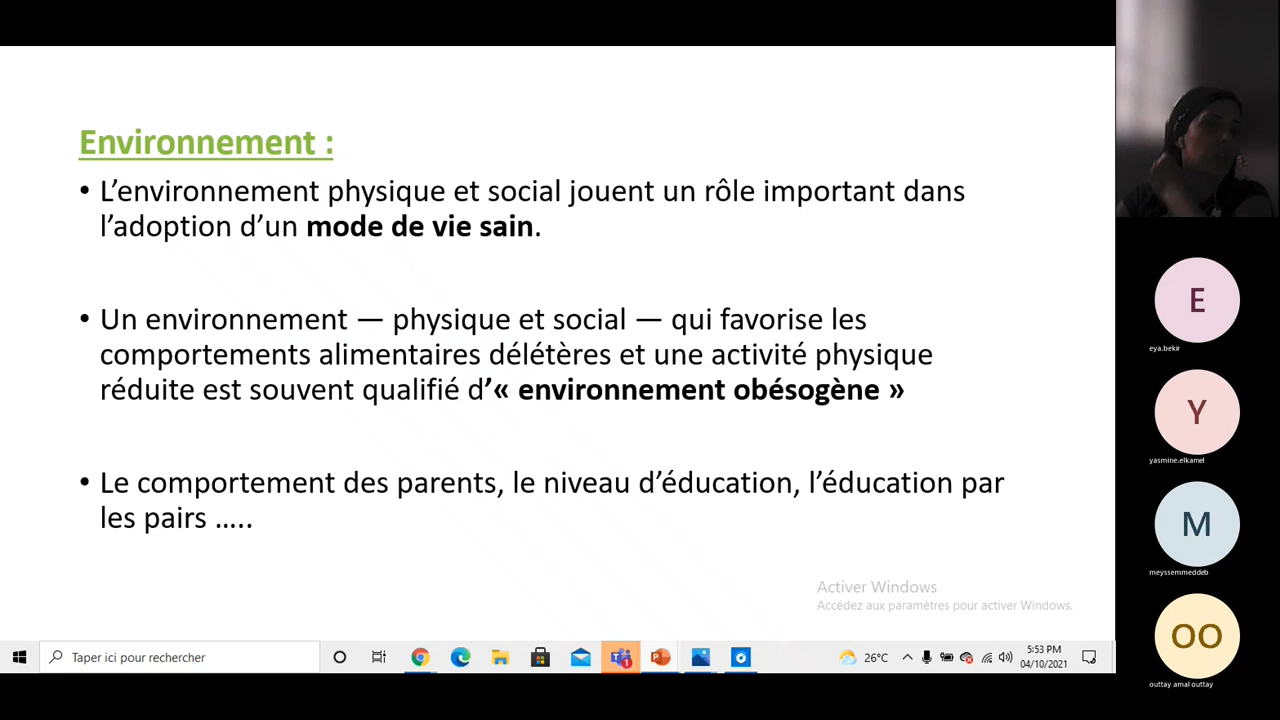 Environnement :
• L’environnement physique et social jouent un rôle important dans
l’adoption d’un mode de vie sain.
• Un environnement — physique et social — qui favorise les
comportements alimentaires délétères et une activité physique
réduite est souvent qualifié d’« environnement obésogène »
• Le comportement des parents, le niveau d’éducation, l’éducation par
les pairs …..
Activer Windows
Accédez aux paramètres pour activer Windows.
Taper ici pour rechercher
1
26°C
5:53 PM
04/10/2021
E
eya.bekir
Y
yasmine.elkamel
M
meyssemmeddeb
OO
outtay amal outtay